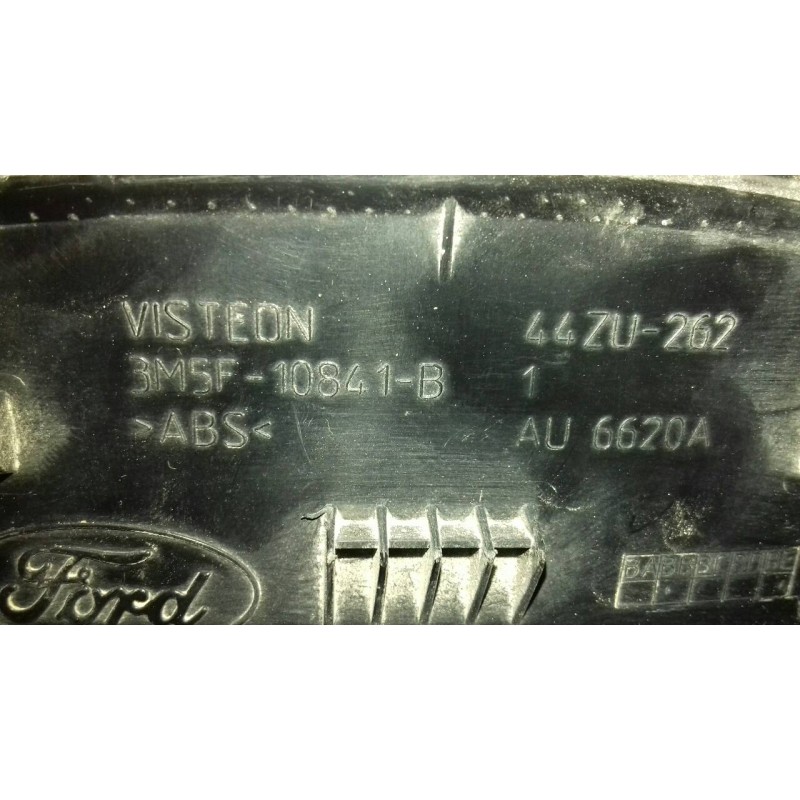 VISTEON 44ZU-262
3M5F-10841-B 1
>ABS< AU 6620A
Ford